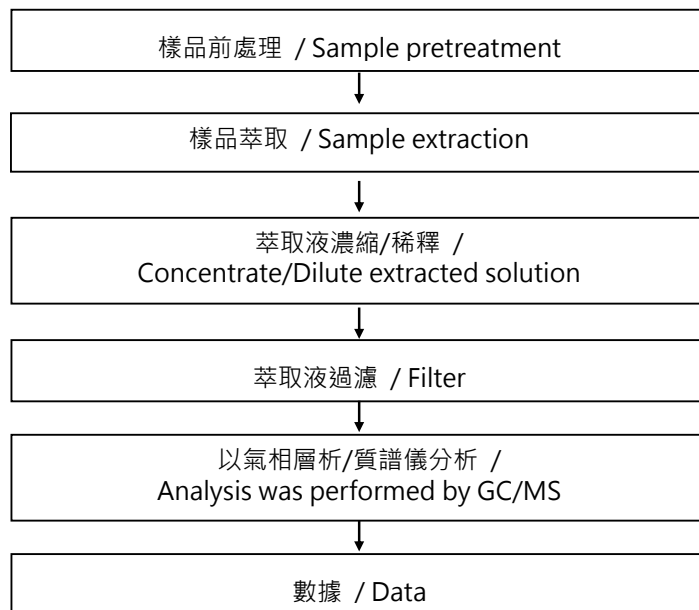 樣品前處理 / Sample pretreatment
樣品萃取 / Sample extraction
萃取液濃縮/稀釋 /
Concentrate/Dilute extracted solution
萃取液過濾 / Filter
以氣相層析/質譜儀分析 /
Analysis was performed by GC/MS
數據 / Data